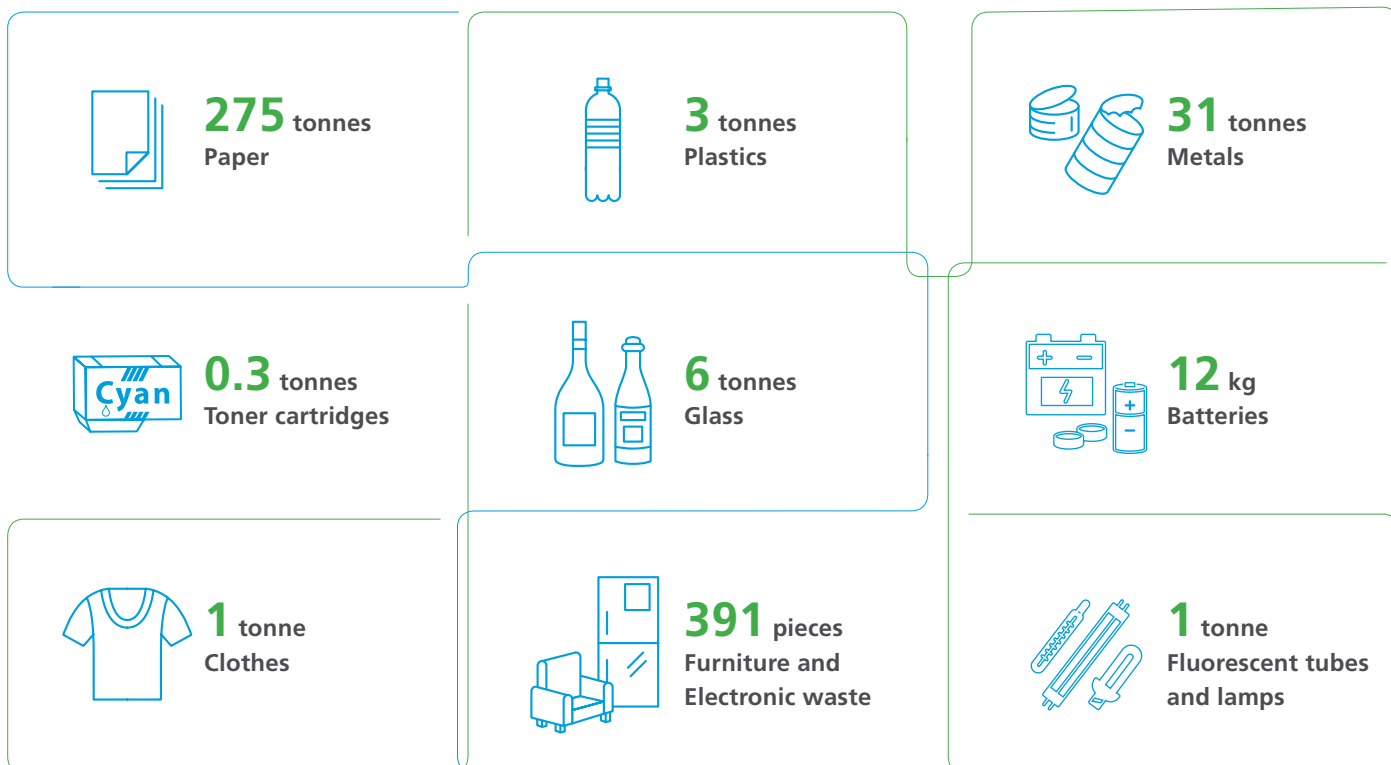 275 tonnes
Paper
3 tonnes
Plastics
31 tonnes
Metals
Cyan
0.3 tonnes
Toner cartridges
6 tonnes
Glass
12 kg
Batteries
1 tonne
Clothes
391 pieces
Furniture and
Electronic waste
1 tonne
Fluorescent tubes
and lamps